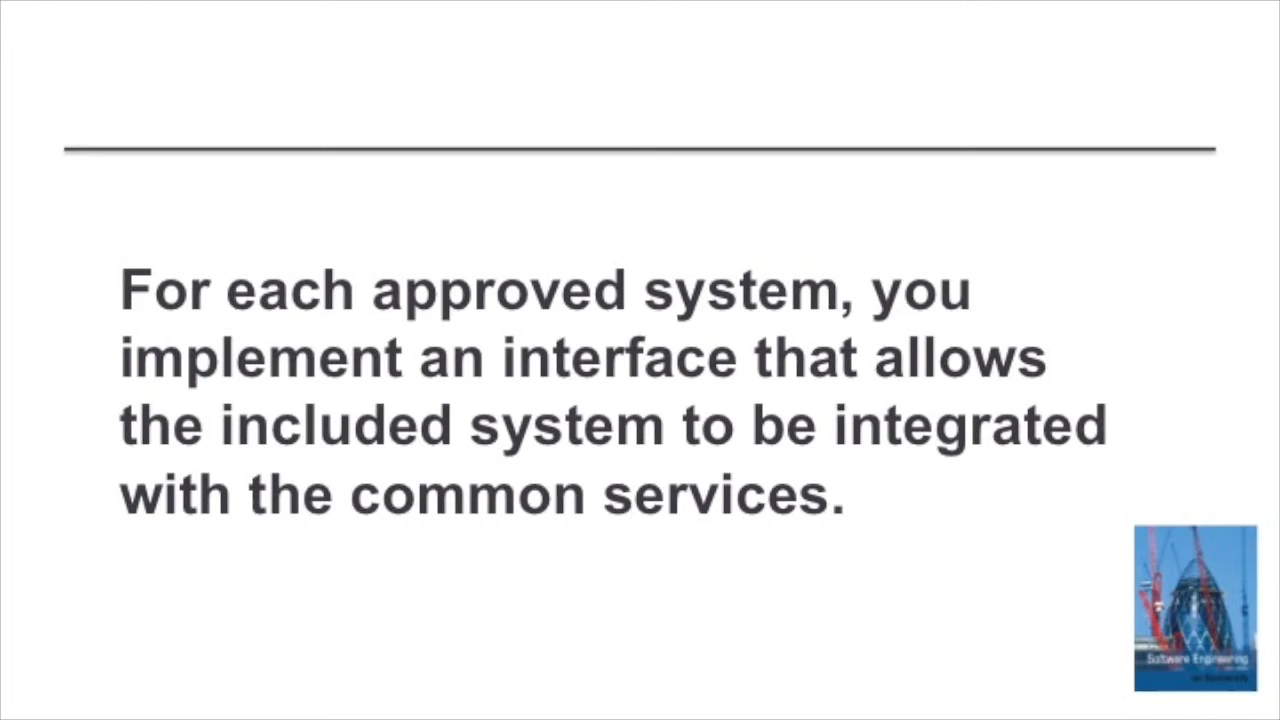 For each approved system, you
implement an interface that allows
the included system to be integrated
with the common services.
Software Engineering